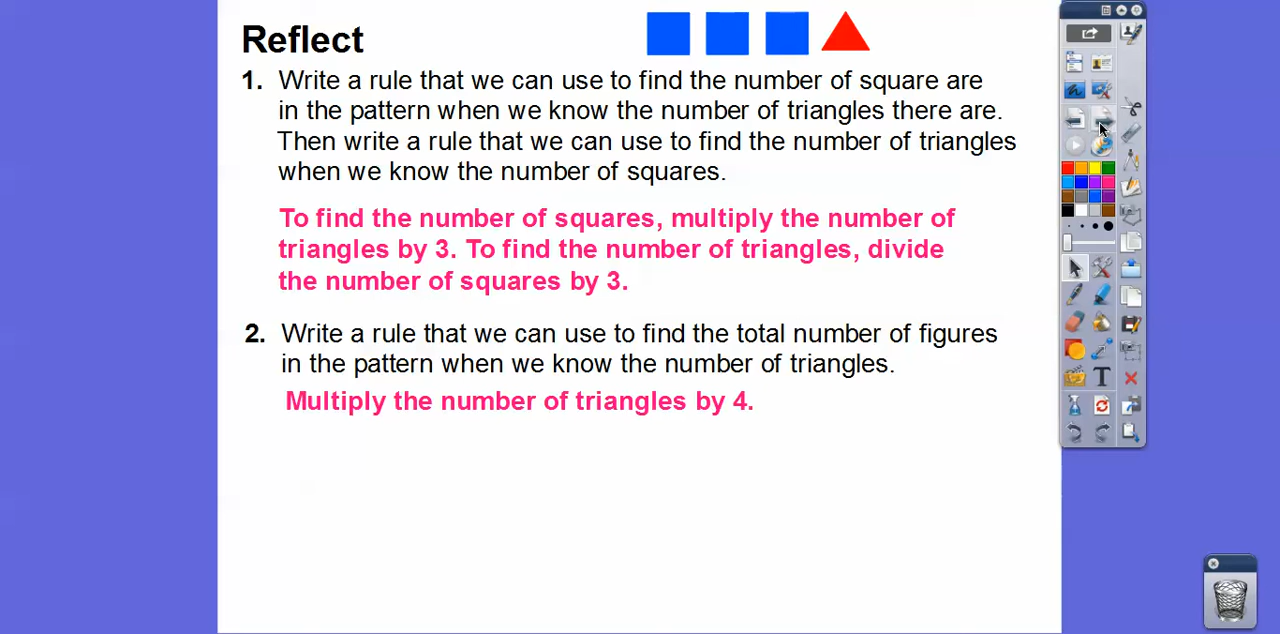 Reflect
1. Write a rule that we can use to find the number of square are
in the pattern when we know the number of triangles there are.
Then write a rule that we can use to find the number of triangles
when we know the number of squares.
To find the number of squares, multiply the number of
triangles by 3. To find the number of triangles, divide
the number of squares by 3.
2. Write a rule that we can use to find the total number of figures
in the pattern when we know the number of triangles.
Multiply the number of triangles by 4.